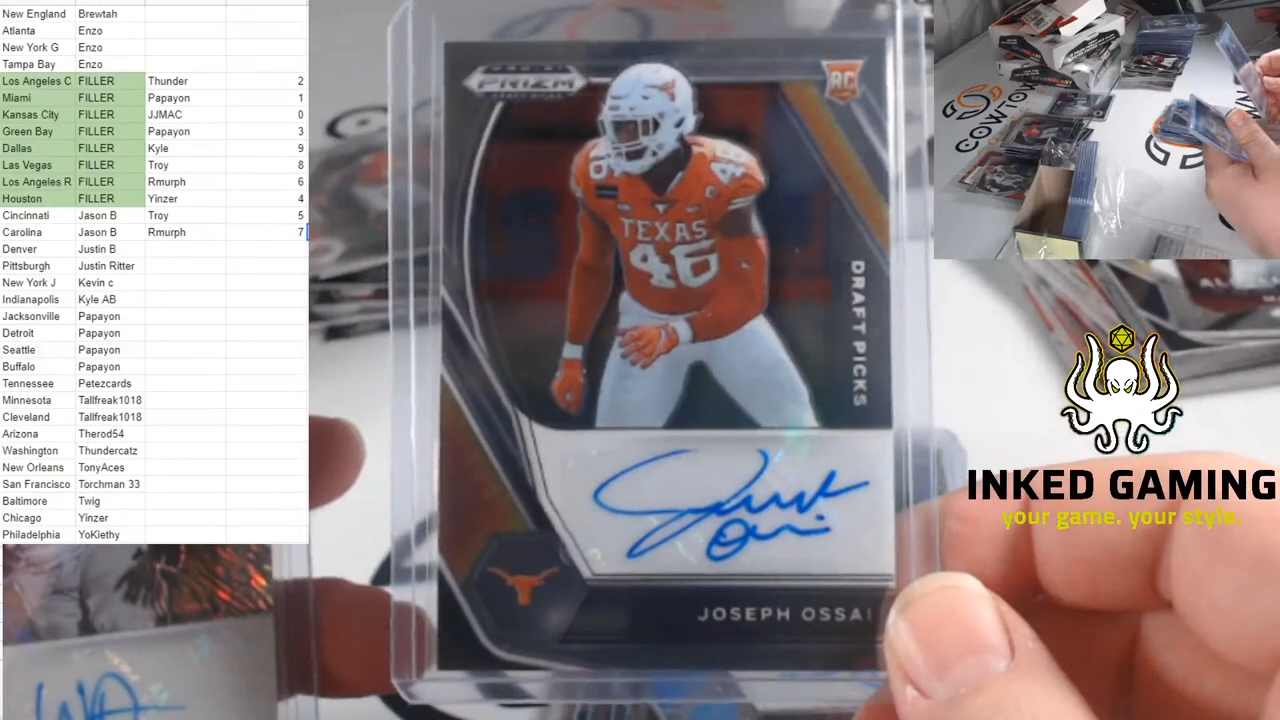 New England Brewtah
Atlanta Enzo
New York G Enzo
Tampa Bay Enzo
Los Angeles C FILLER Thunder 2
Miami FILLER Papayon 1
Kansas City FILLER JJMAC 0
Green Bay FILLER Papayon 3
Dallas FILLER Kyle 9
Las Vegas FILLER Troy 8
Los Angeles R FILLER Rmurph 6
Houston FILLER Yinzer 4
Cincinnati Jason B Troy 5
Carolina Jason B Rmurph 7
Denver Justin B
Pittsburgh Justin Ritter
New York J Kevin c
Indianapolis Kyle AB
Jacksonville Papayon
Detroit Papayon
Seattle Papayon
Buffalo Papayon
Tennessee Petezcards
Minnesota Tallfreak1018
Cleveland Tallfreak1018
Arizona Therod54
Washington Thundercatz
New Orleans TonyAces
San Francisco Torchman 33
Baltimore Twig
Chicago Yinzer
Philadelphia YoKiethy
PRIZM
RC
46
TEXAS
46
DRAFT PICKS
JOSEPH OSSAI
COWTOW
INKED GAMING
your game. your style.